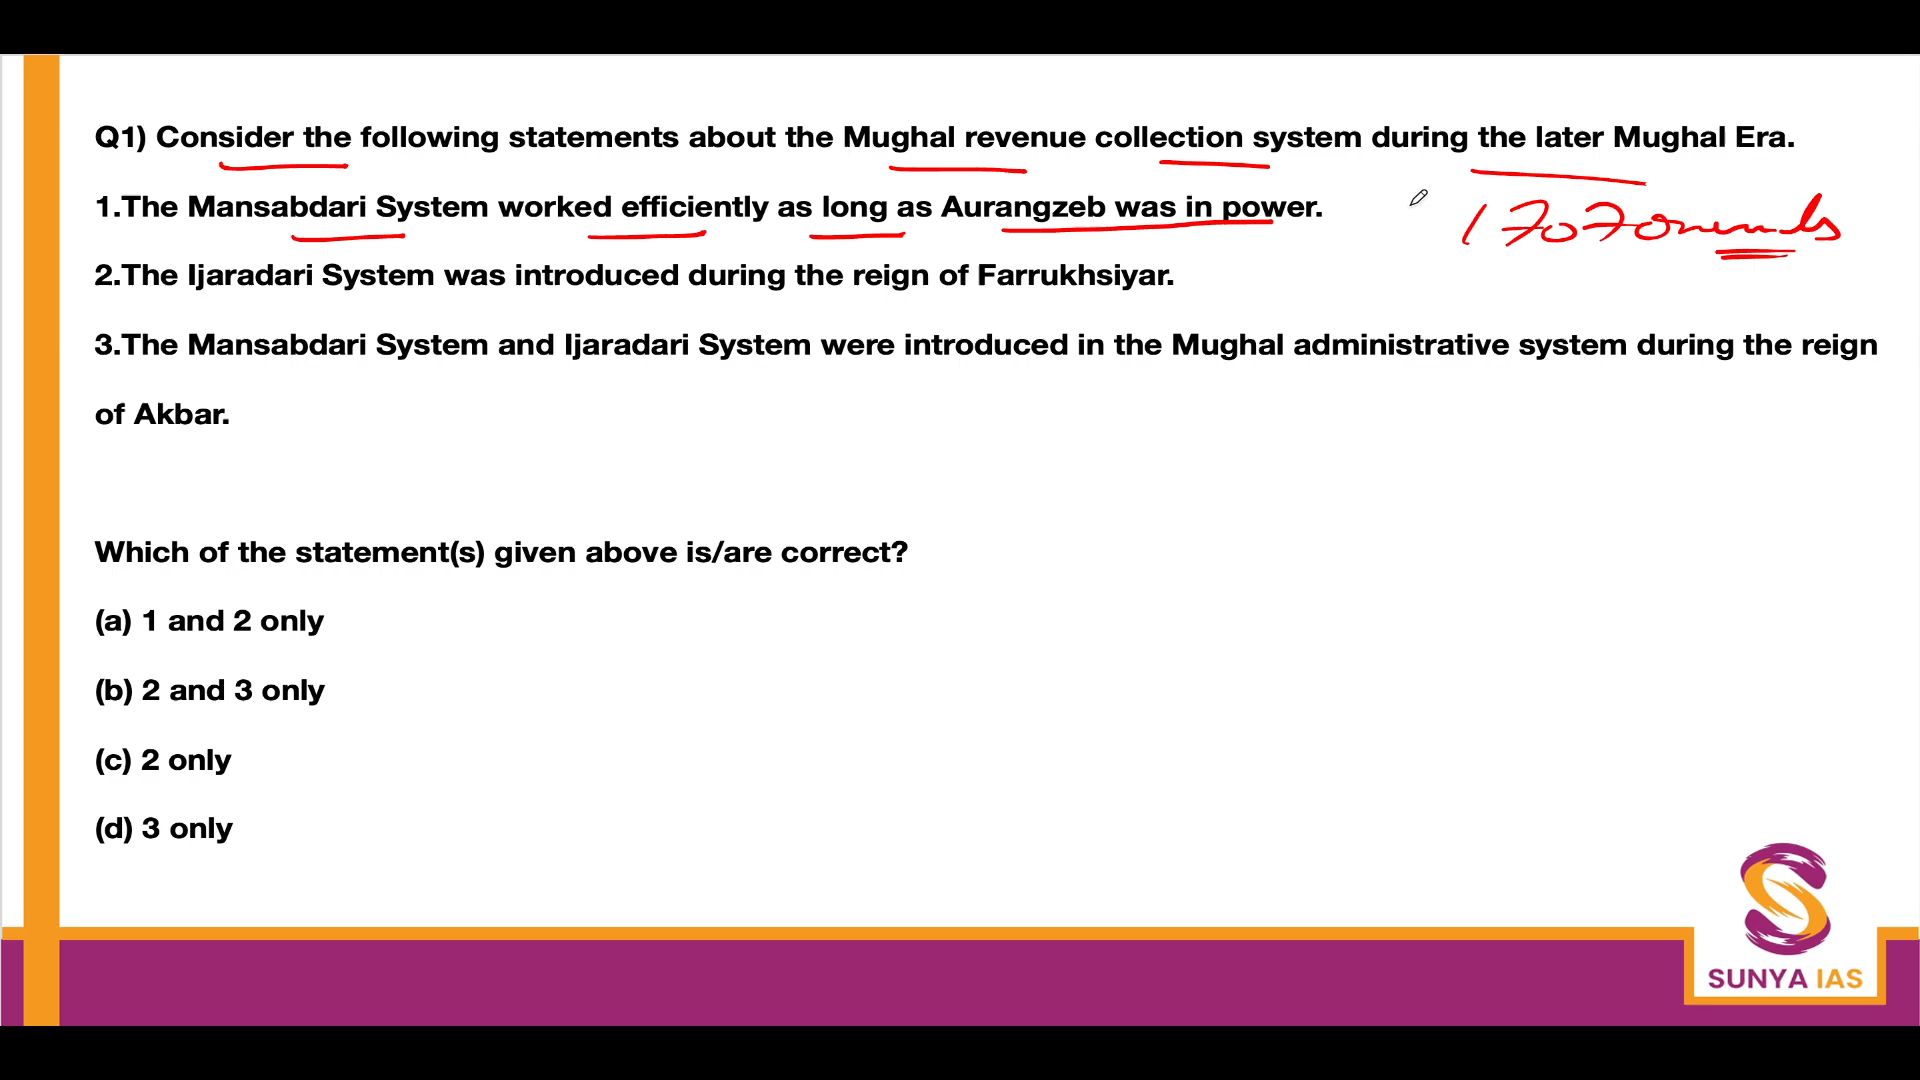 Q1) Consider the following statements about the Mughal revenue collection system during the later Mughal Era.
1.The Mansabdari System worked efficiently as long as Aurangzeb was in power.
1707 onwards
2.The Ijaradari System was introduced during the reign of Farrukhsiyar.
3.The Mansabdari System and Ijaradari System were introduced in the Mughal administrative system during the reign
of Akbar.
Which of the statement(s) given above is/are correct?
(a) 1 and 2 only
(b) 2 and 3 only
(c) 2 only
(d) 3 only
SUNYA IAS